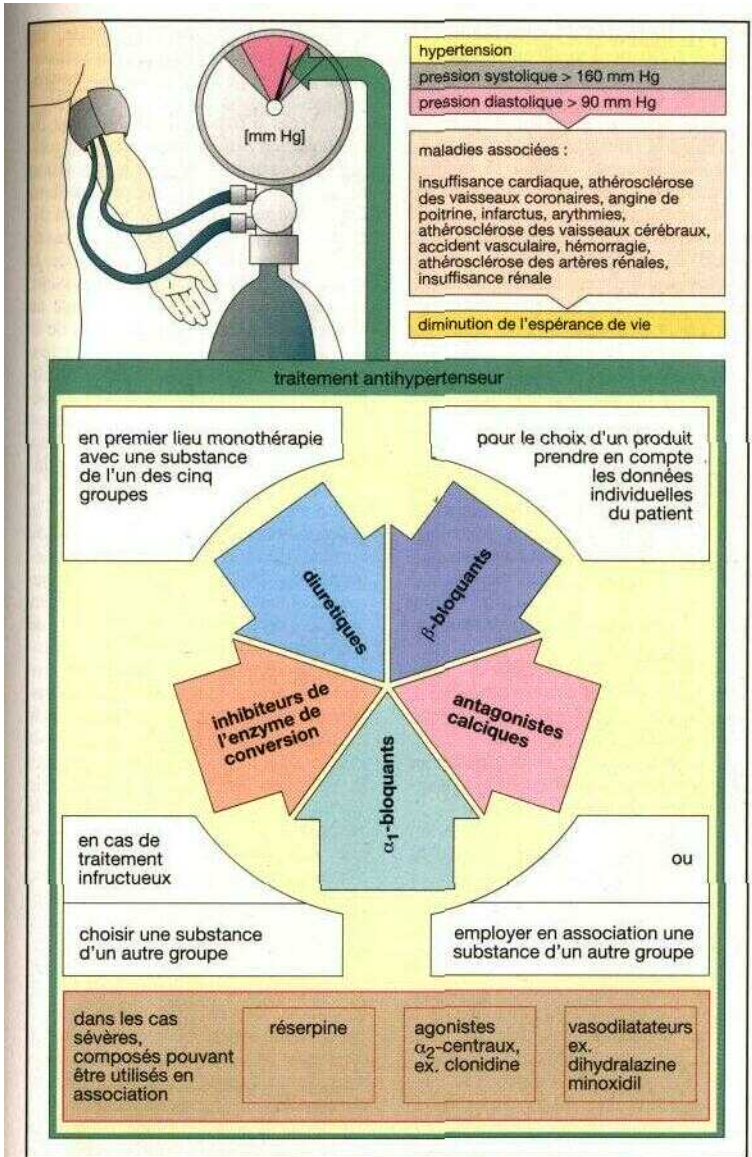 [mm Hg]
hypertension
pression systolique > 160 mm Hg
pression diastolique > 90 mm Hg
maladies associées :
insuffisance cardiaque, athérosclérose
des vaisseaux coronaires, angine de
poitrine, infarctus, arythmies,
athérosclérose des vaisseaux cérébraux,
accident vasculaire, hémorragie,
athérosclérose des artères rénales,
insuffisance rénale
diminution de l'espérance de vie
traitement antihypertenseur
en premier lieu monothérapie
avec une substance
de l'un des cinq
groupes
pour le choix d'un produit
prendre en compte
les données
individuelles
du patient
diurétiques
β-bloquants
inhibiteurs de
l'enzyme de
conversion
antagonistes
calciques
α1-bloquants
en cas de
traitement
infructueux
ou
choisir une substance
d'un autre groupe
employer en association une
substance d'un autre groupe
dans les cas
sévères,
composés pouvant
être utilisés en
association
réserpine
agonistes
α2-centraux,
ex. clonidine
vasodilatateurs
ex.
dihydralazine
minoxidil